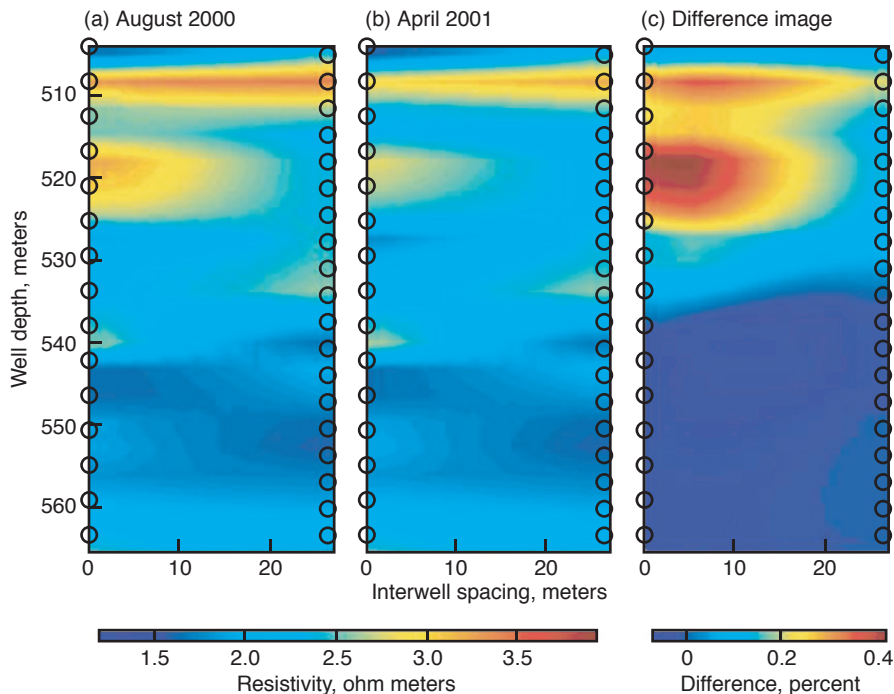 (a) August 2000
(b) April 2001
(c) Difference image
Well depth, meters
510
520
530
540
550
560
0 10 20
0 10 20
0 10 20
Interwell spacing, meters
1.5 2.0 2.5 3.0 3.5
Resistivity, ohm meters
0 0.2 0.4
Difference, percent